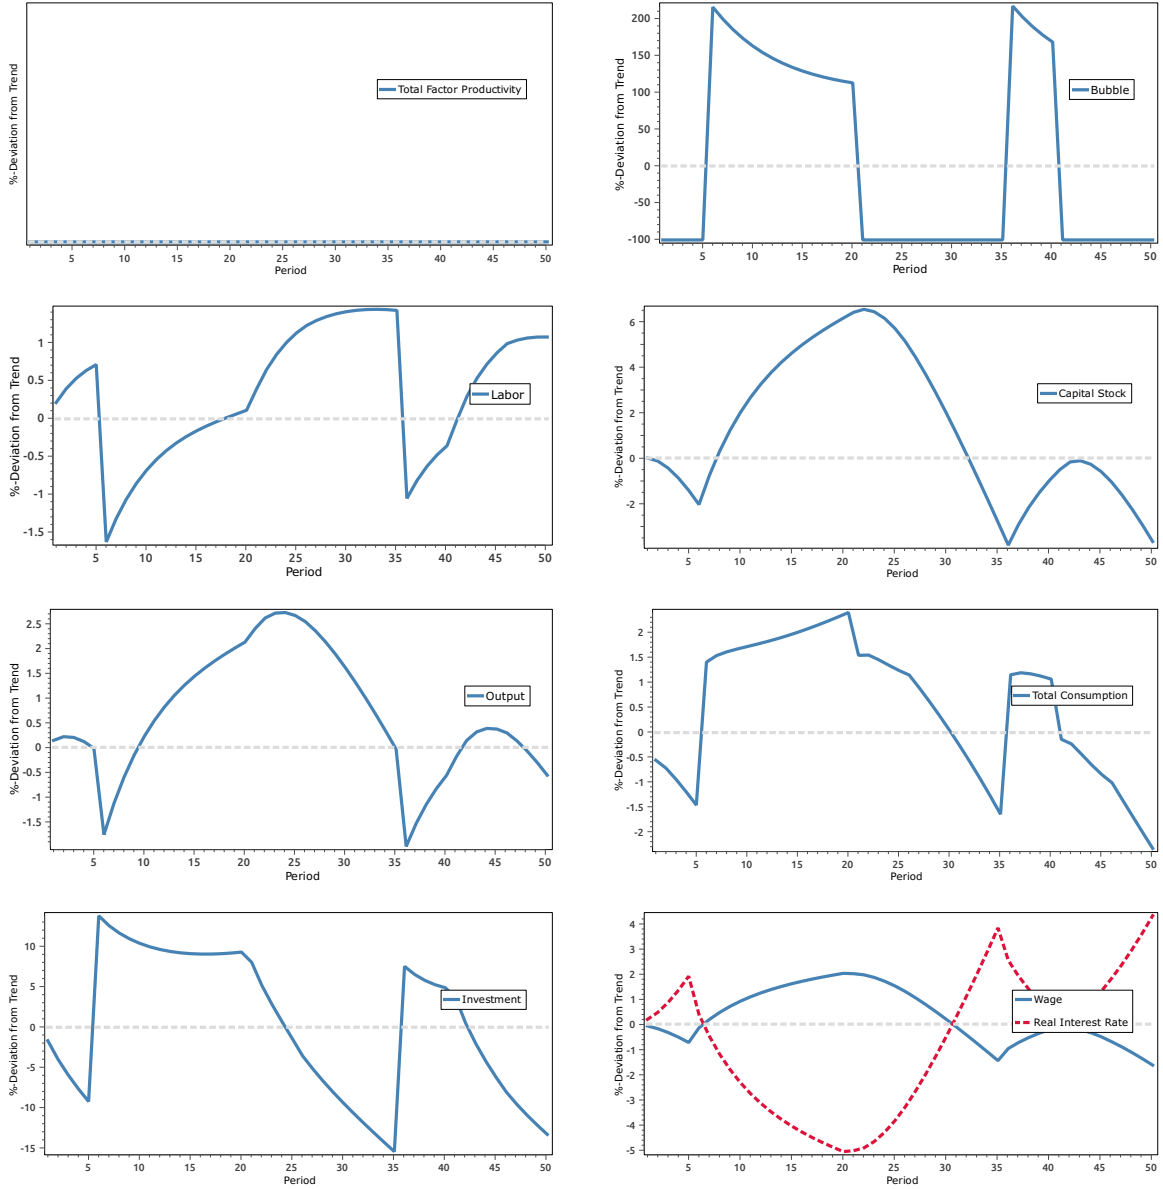 %-Deviation from Trend
Total Factor Productivity
5 10 15 20 25 30 35 40 45 50
Period
%-Deviation from Trend
200
150
100
50
0
-50
-100
Bubble
5 10 15 20 25 30 35 40 45 50
Period
%-Deviation from Trend
1
0.5
0
-0.5
-1
-1.5
Labor
5 10 15 20 25 30 35 40 45 50
Period
%-Deviation from Trend
6
4
2
0
-2
Capital Stock
5 10 15 20 25 30 35 40 45 50
Period
%-Deviation from Trend
2.5
2
1.5
1
0.5
0
-0.5
-1
-1.5
Output
5 10 15 20 25 30 35 40 45 50
Period
%-Deviation from Trend
2
1.5
1
0.5
0
-0.5
-1
-1.5
-2
Total Consumption
5 10 15 20 25 30 35 40 45 50
Period
%-Deviation from Trend
10
5
0
-5
-10
-15
Investment
5 10 15 20 25 30 35 40 45 50
Period
%-Deviation from Trend
4
3
2
1
0
-1
-2
-3
-4
-5
Wage
Real Interest Rate
5 10 15 20 25 30 35 40 45 50
Period